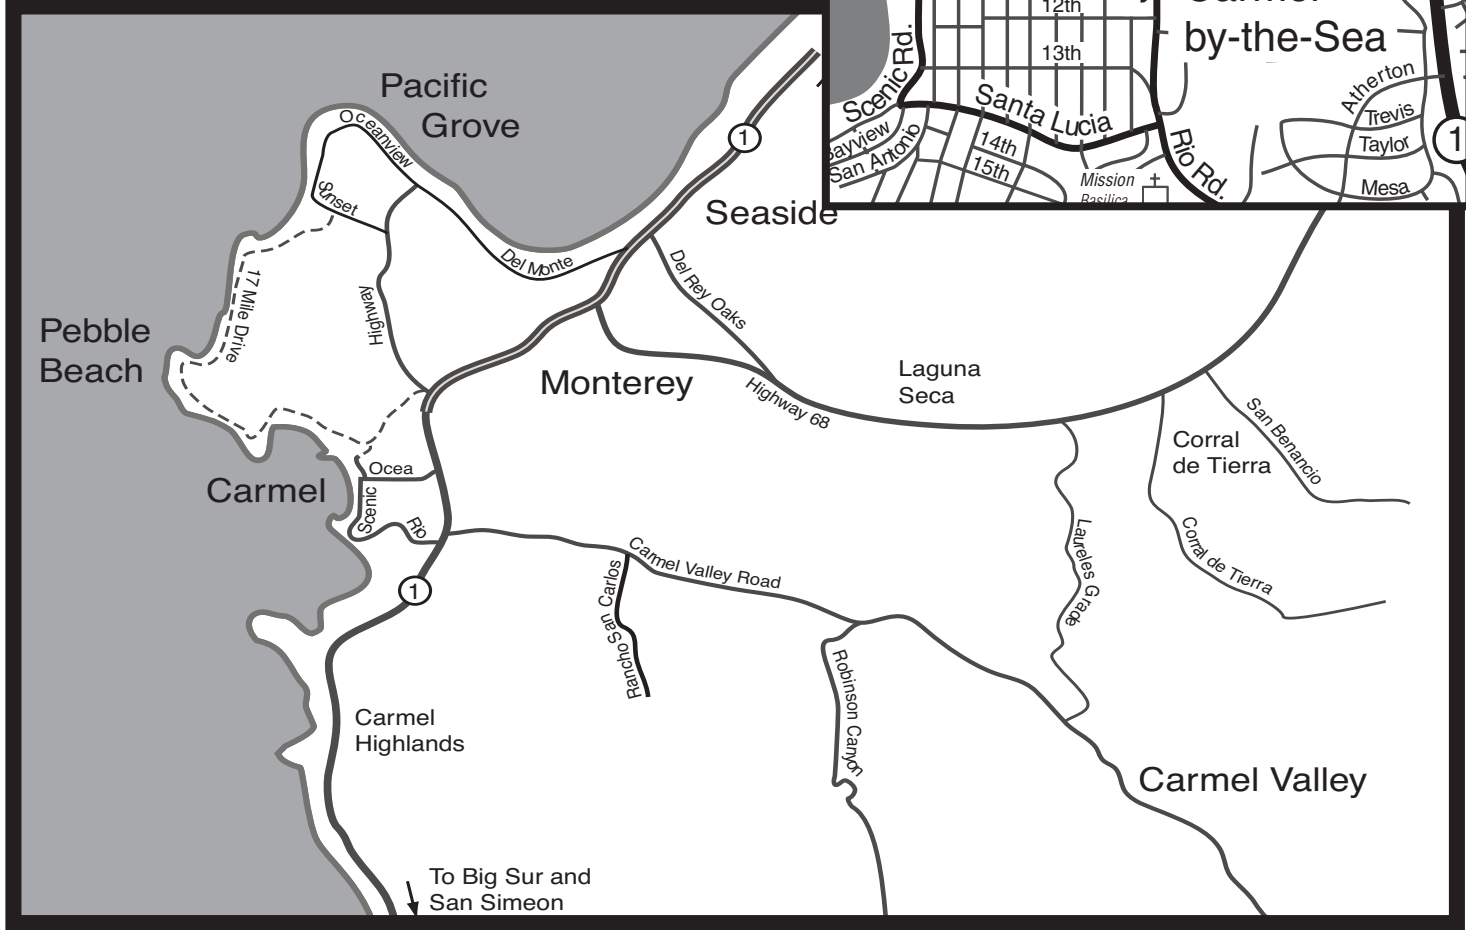 Pacific
Grove
Oceanview
Sunset
17 Mile Drive
Highway
Del Monte
1
Seaside
Del Rey Oaks
Pebble
Beach
Monterey
Highway 68
Laguna
Seca
San Benancio
Corral
de Tierra
Corral de Tierra
Laureles Grade
Carmel
Ocea
Scenic
Rio
1
Carmel Valley Road
Rancho San Carlos
Robinson Canyon
Carmel
Highlands
Carmel Valley
To Big Sur and
San Simeon
12th
by-the-Sea
13th
Scenic Rd.
Santa Lucia
Atherton
Trevis
Taylor
Mesa
1
San Antonio
14th
15th
Mission
Basilica
Rio Rd.